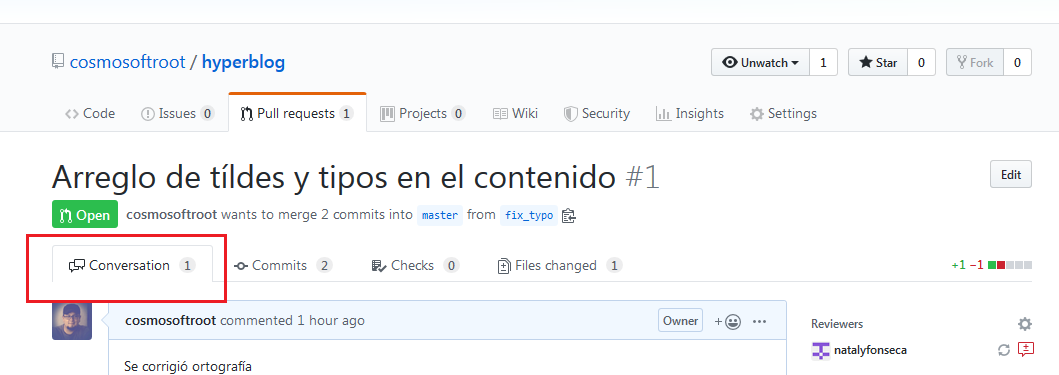 cosmosoftroot / hyperblog
Unwatch 1 Star 0 Fork 0
Code Issues 0 Pull requests 1 Projects 0 Wiki Security Insights Settings
Arreglo de tíldes y tipos en el contenido #1
Edit
Open cosmosoftroot wants to merge 2 commits into master from fix_typo
Conversation 1 Commits 2 Checks 0 Files changed 1 +1 −1
cosmosoftroot commented 1 hour ago Owner
Reviewers
natalyfonseca
Se corrigió ortografía